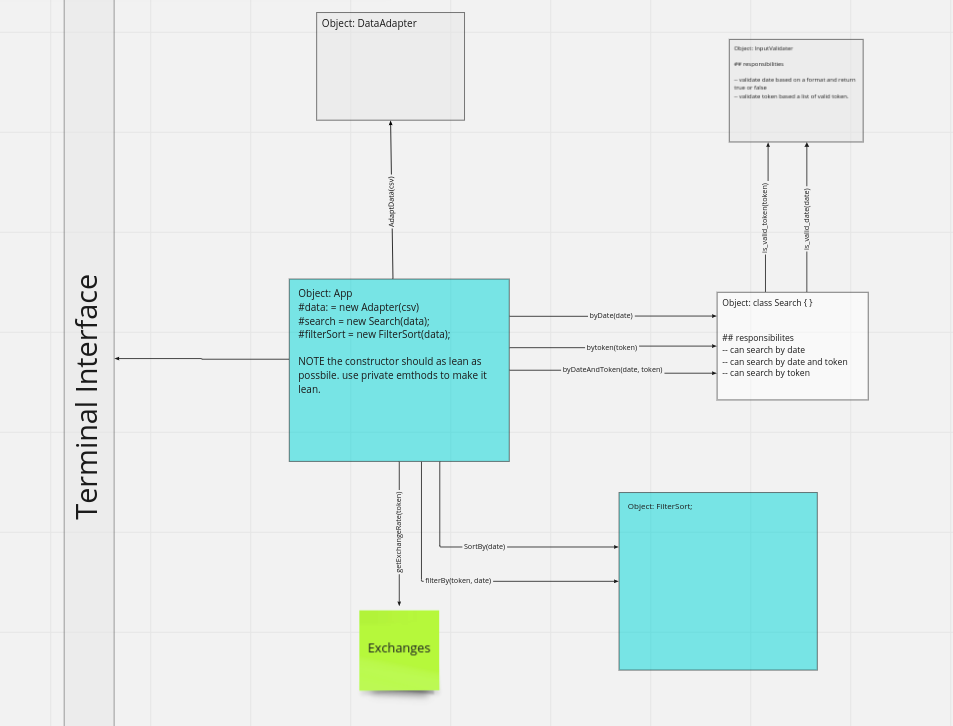 Object: DataAdapter
Object: InputValidater
## responsibilities
-- validate date based on a format and return
true or false
-- validate token based a list of valid token.
AdaptData(csv)
is_valid_token(token)
is_valid_date(date)
Terminal Interface
Object: App
#data: = new Adapter(csv)
#search = new Search(data);
#filterSort = new FilterSort(data);
NOTE the constructor should as lean as
possbile. use private emthods to make it
lean.
byDate(date)
bytoken(token)
byDateAndToken(date, token)
Object: class Search { }
## responsibilites
-- can search by date
-- can search by date and token
-- can search by token
getExchangeRate(token)
SortBy(date)
filterBy(token, date)
Object: FilterSort;
Exchanges